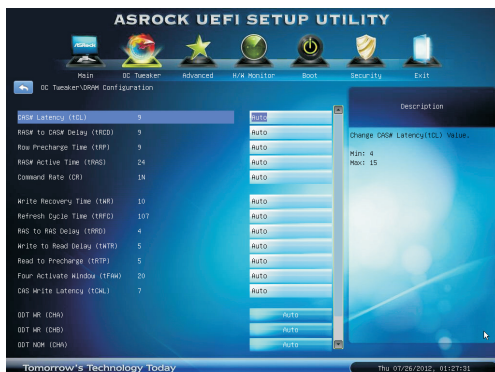 ASROCK UEFI SETUP UTILITY
ASRock
Main OC Tweaker Advanced H/W Monitor Boot Security Exit
OC Tweaker\DRAM Configuration
Description
CAS# Latency (tCL) 9 Auto
Change CAS# Latency(tCL) Value.
RAS# to CAS# Delay (tRCD) 9 Auto
Row Precharge Time (tRP) 9 Auto
Min: 4
RAS# Active Time (tRAS) 24 Auto
Max: 15
Command Rate (CR) 1N Auto
Write Recovery Time (tWR) 10 Auto
Refresh Cycle Time (tRFC) 107 Auto
RAS to RAS Delay (tRRD) 4 Auto
Write to Read Delay (tWTR) 5 Auto
Read to Precharge (tRTP) 5 Auto
Four Activate Window (tFAW) 20 Auto
CAS Write Latency (tCWL) 7 Auto
ODT WR (CHA) Auto
ODT WR (CHB) Auto
ODT NOM (CHA) Auto
Tomorrow's Technology Today
Thu 07/26/2012, 01:27:31